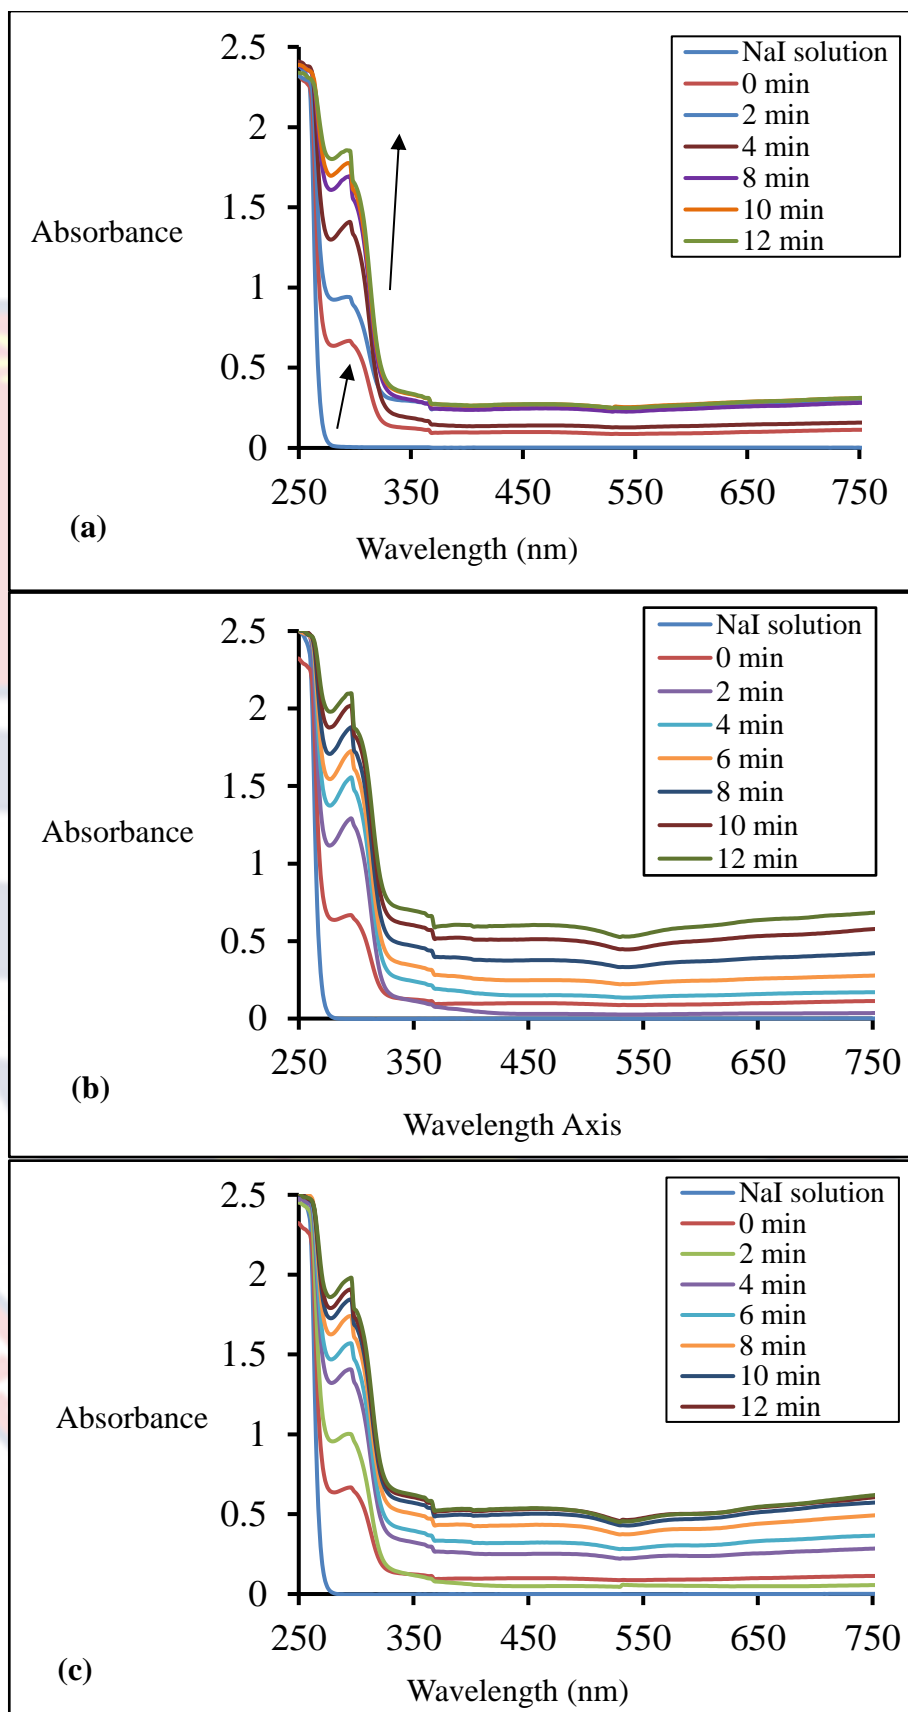 2.5
2
1.5
1
0.5
0
Absorbance
NaI solution
0 min
2 min
4 min
8 min
10 min
12 min
250 350 450 550 650 750
(a)
Wavelength (nm)
2.5
2
1.5
1
0.5
0
Absorbance
NaI solution
0 min
2 min
4 min
6 min
8 min
10 min
12 min
250 350 450 550 650 750
(b)
Wavelength Axis
2.5
2
1.5
1
0.5
0
Absorbance
NaI solution
0 min
2 min
4 min
6 min
8 min
10 min
12 min
250 350 450 550 650 750
(c)
Wavelength (nm)